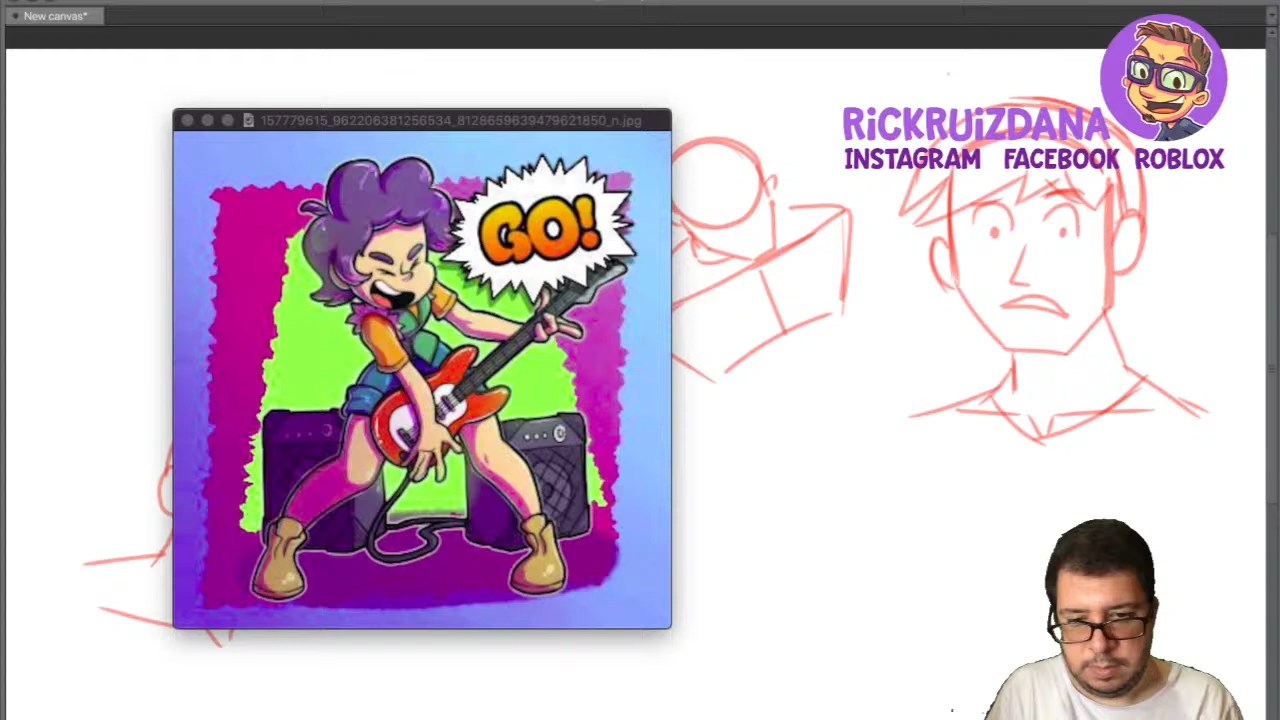 New canvas*
157779615_962206381256534_8128659639479621850_n.jpg
RiCKRUiZDANA
INSTAGRAM FACEBOOK ROBLOX
GO!